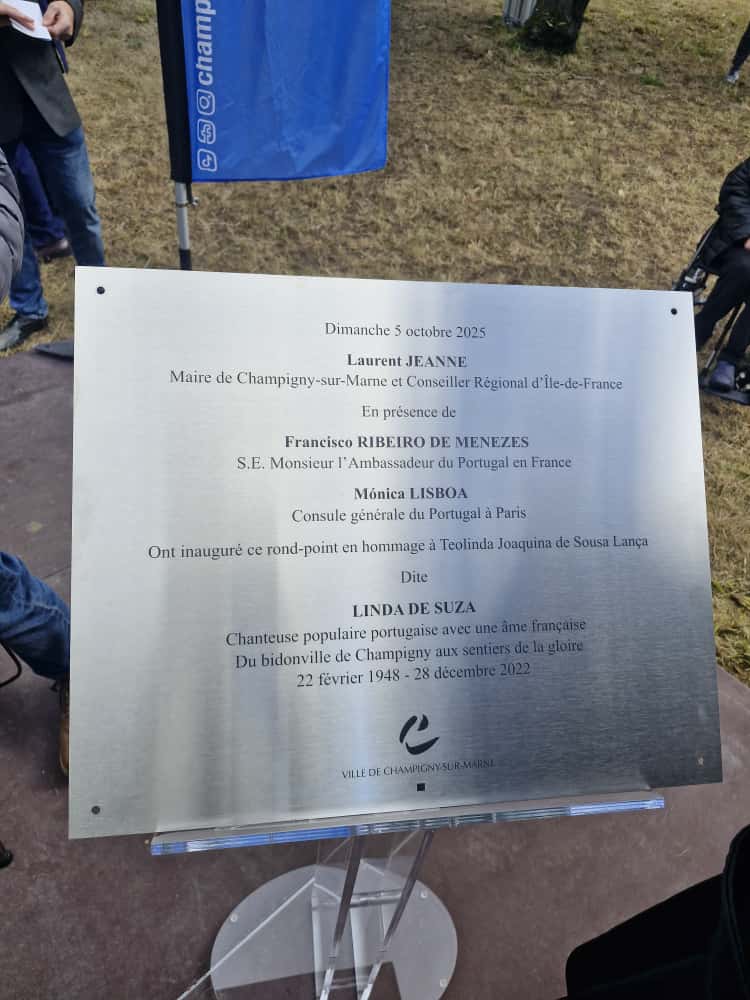 champ
Dimanche 5 octobre 2025
Laurent JEANNE
Maire de Champigny-sur-Marne et Conseiller Régional d'Île-de-France
En présence de
Francisco RIBEIRO DE MENEZES
S.E. Monsieur l'Ambassadeur du Portugal en France
Mónica LISBOA
Consule générale du Portugal à Paris
Ont inauguré ce rond-point en hommage à Teolinda Joaquina de Sousa Lança
Dite
LINDA DE SUZA
Chanteuse populaire portugaise avec une âme française
Du bidonville de Champigny aux sentiers de la gloire
22 février 1948 - 28 décembre 2022
VILLE DE CHAMPIGNY-SUR-MARNE